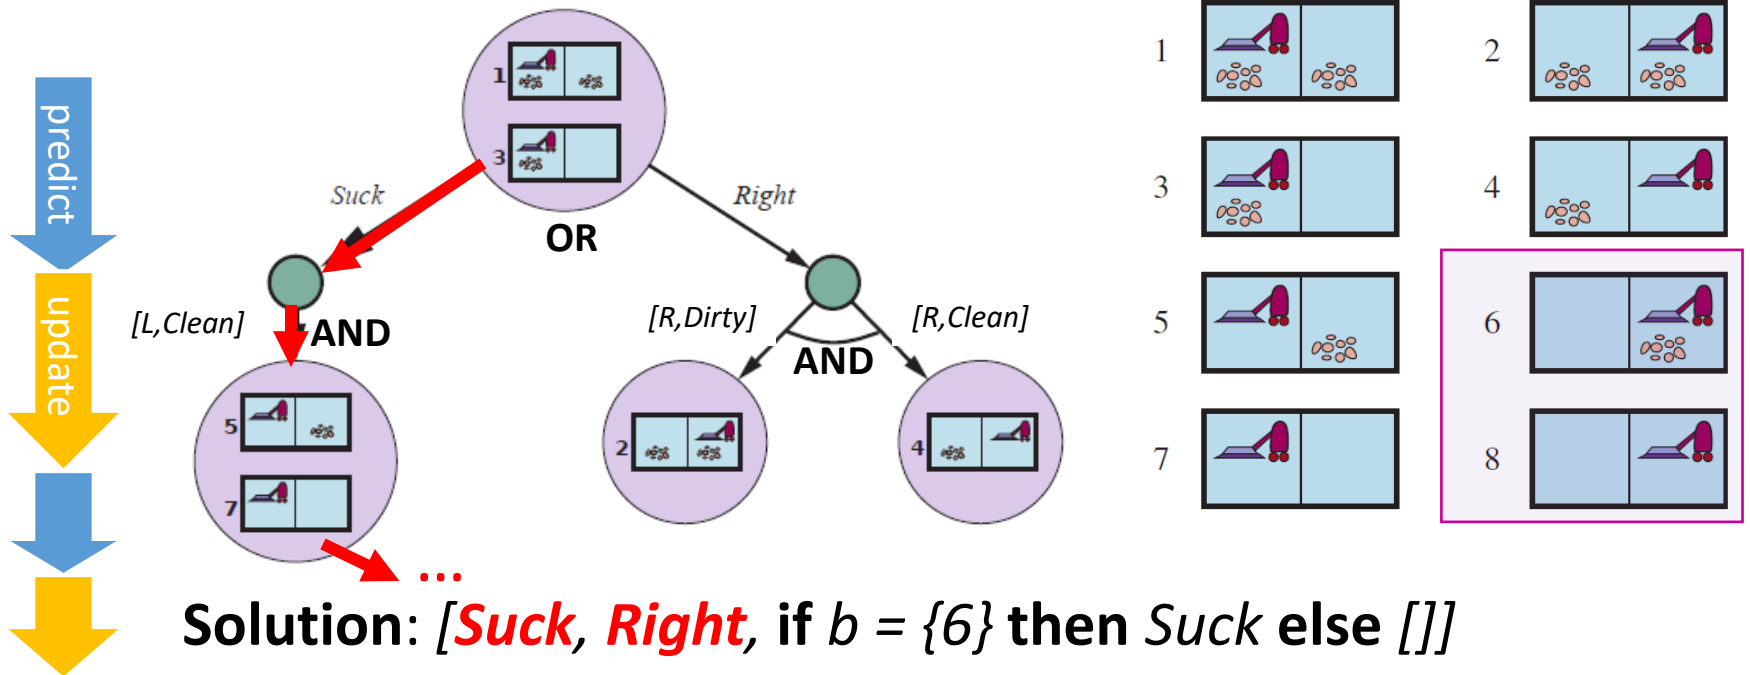 predict
update
1
3
Suck
Right
OR
[L,Clean]
AND
[R,Dirty]
[R,Clean]
AND
5
7
2
4
...
1
2
3
4
5
6
7
8
Solution: [Suck, Right, if b = {6} then Suck else []]